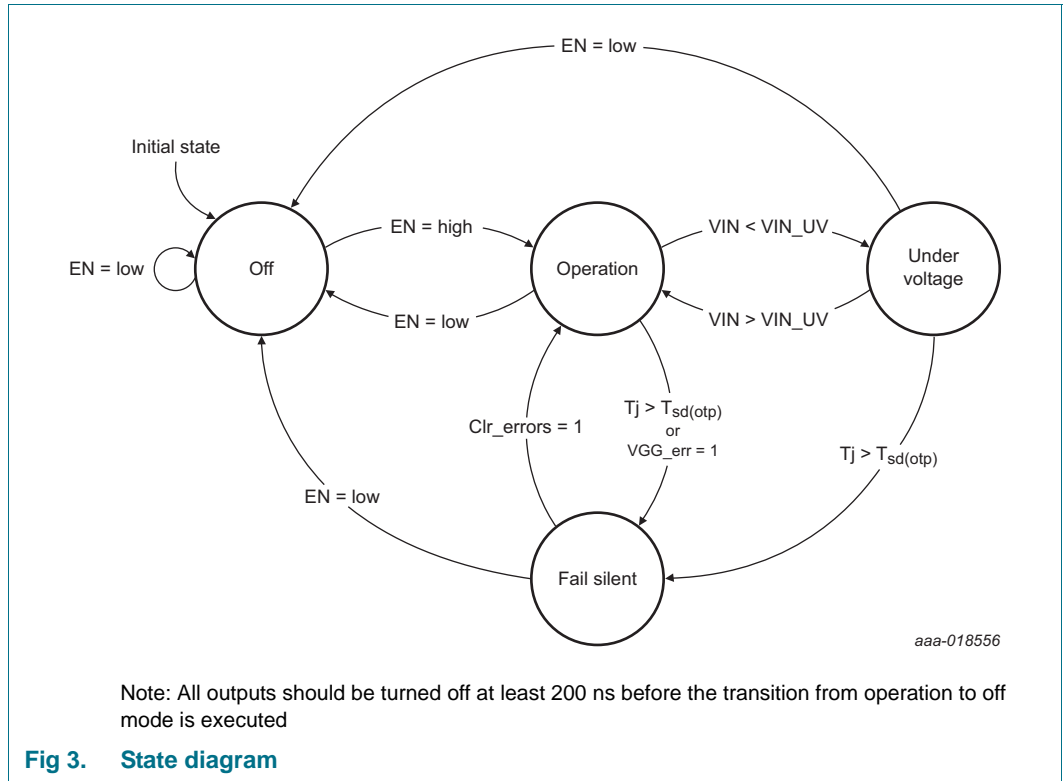 EN = low
Initial state
EN = high
VIN < VIN_UV
EN = low
Off
Operation
Under
voltage
EN = low
VIN > VIN_UV
Clr_errors = 1
Tj > Tsd(otp)
or
VGG_err = 1
Tj > Tsd(otp)
EN = low
Fail silent
aaa-018556
Note: All outputs should be turned off at least 200 ns before the transition from operation to off
mode is executed
Fig 3. State diagram